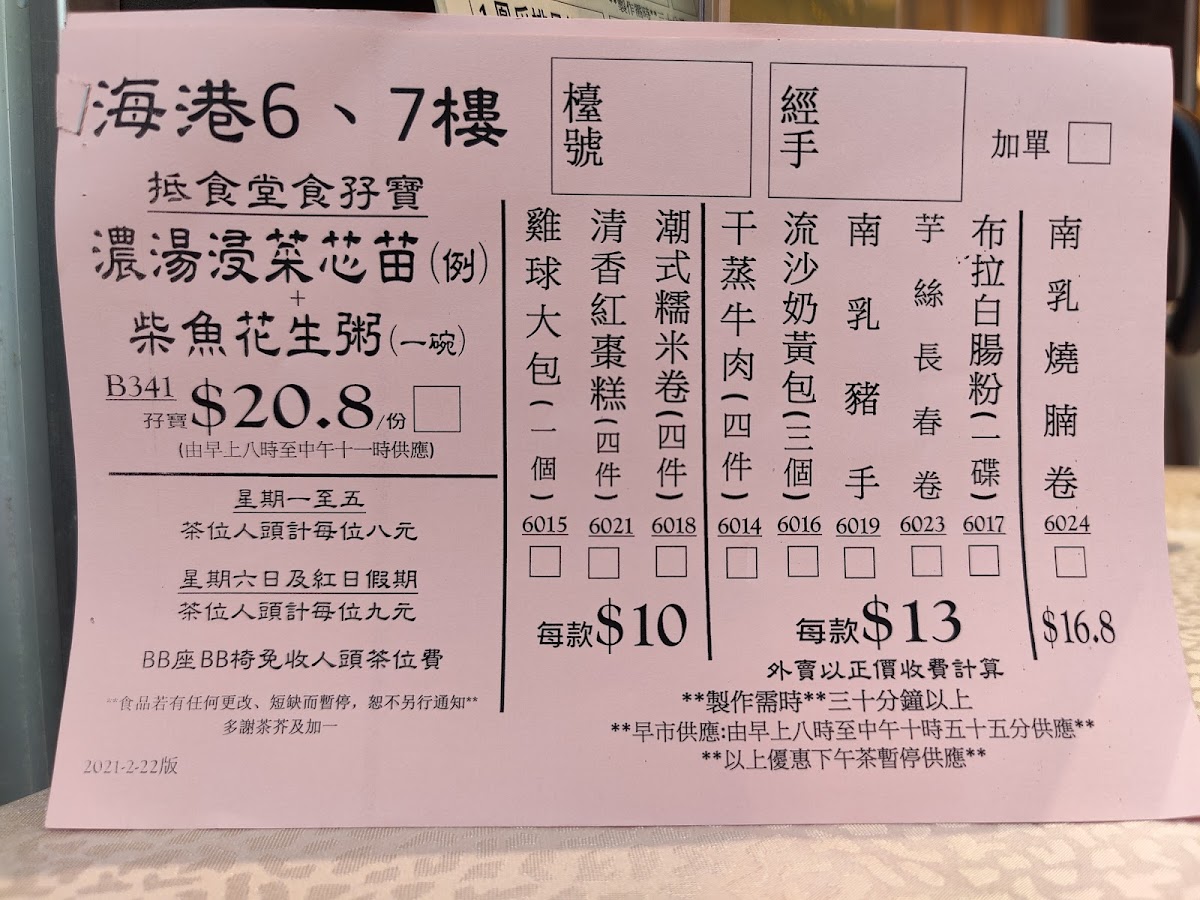 海港6、7樓
檯號
經手
加單
抵食堂食孖寶
濃湯浸菜芯苗(例)
+
柴魚花生粥(一碗)
B341
孖寶$20.8/份
(由早上八時至中午十一時供應)
星期一至五
茶位人頭計每位八元
星期六日及紅日假期
茶位人頭計每位九元
BB座BB椅免收人頭茶位費
**食品若有任何更改、短缺而暫停，恕不另行通知**
多謝茶芥及加一
2021-2-22版
雞球大包(一個)
6015
清香紅棗糕(四件)
6021
潮式糯米卷(四件)
6018
每款$10
干蒸牛肉(四件)
6014
流沙奶黃包(三個)
6016
南乳豬手
6019
芋絲長春卷
6023
布拉白腸粉(一碟)
6017
每款$13
南乳燒腩卷
6024
$16.8
外賣以正價收費計算
**製作需時**三十分鐘以上
**早市供應:由早上八時至中午十時五十五分供應**
**以上優惠下午茶暫停供應**